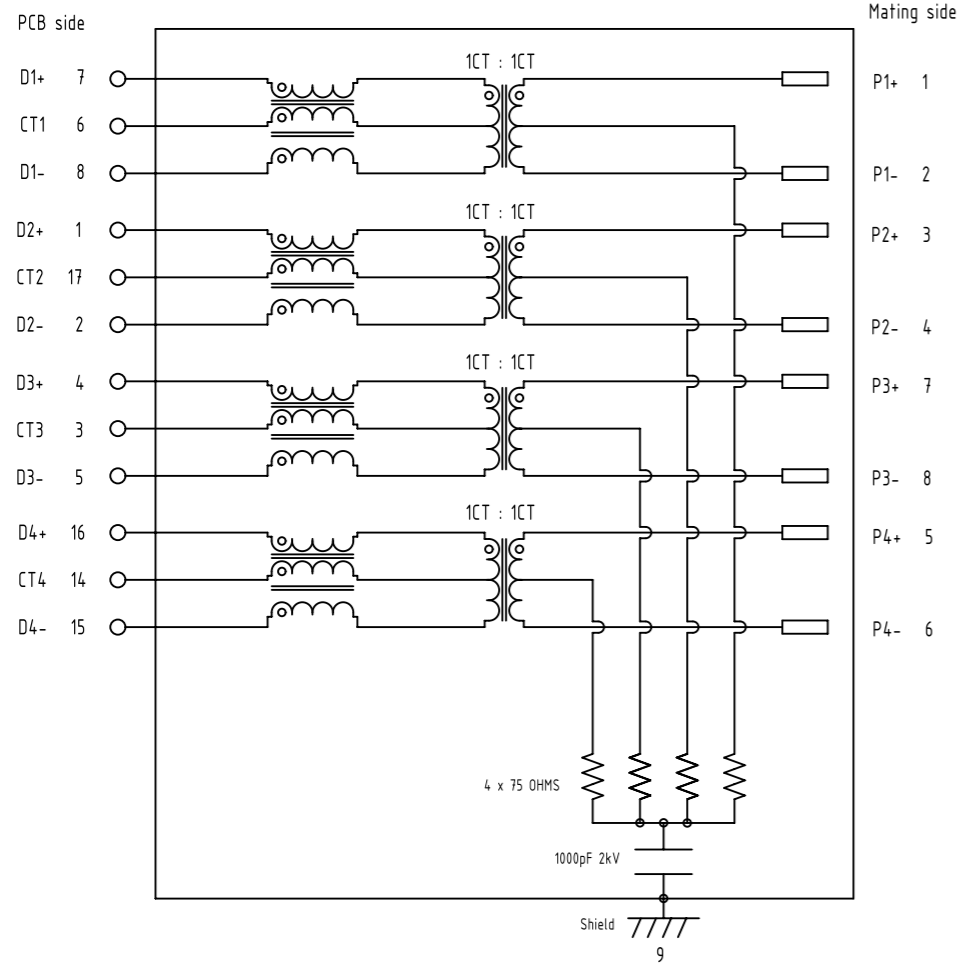 PCB side
Mating side
1CT : 1CT
D1+ 7
P1+ 1
CT1 6
D1- 8
P1- 2
1CT : 1CT
D2+ 1
P2+ 3
CT2 17
D2- 2
P2- 4
1CT : 1CT
D3+ 4
P3+ 7
CT3 3
D3- 5
P3- 8
1CT : 1CT
D4+ 16
P4+ 5
CT4 14
D4- 15
P4- 6
4 x 75 OHMS
1000pF 2kV
Shield
9